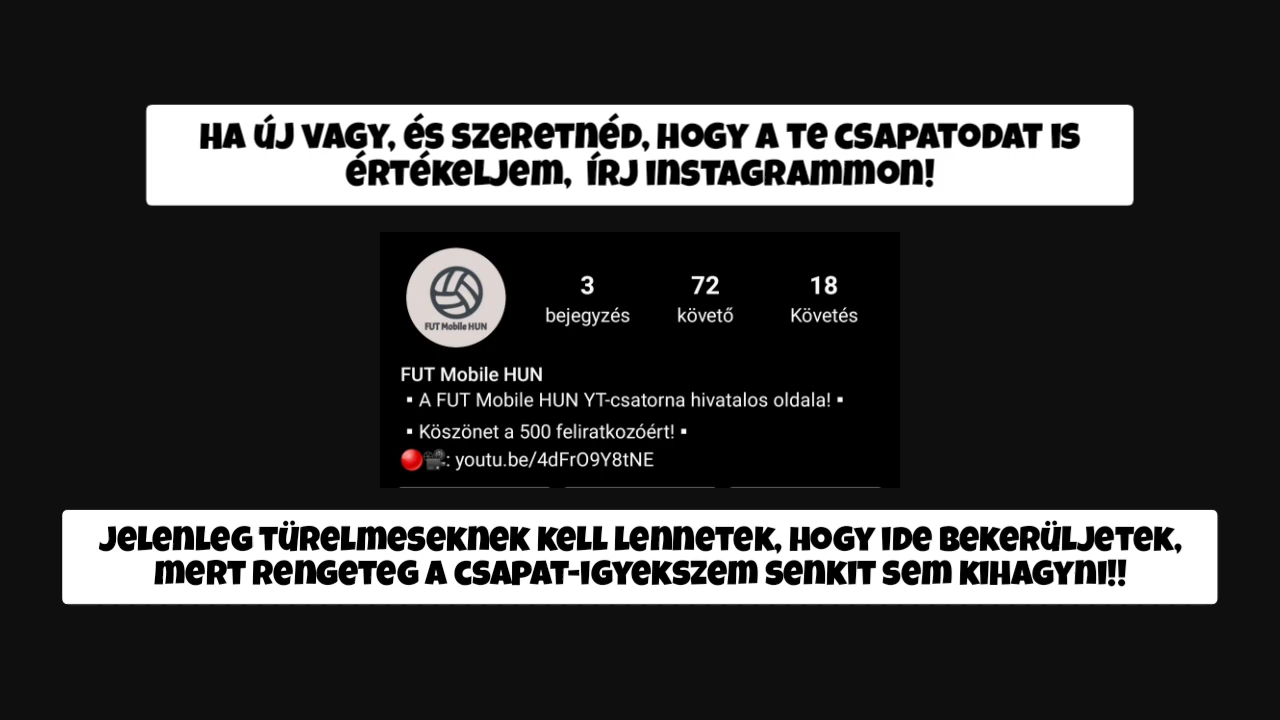 Ha új vagy, és szeretnéd, hogy a te csapatodat is
értékeljem,  írj Instagrammon!
FUT Mobile HUN
3
72
18
bejegyzés
követő
Követés
FUT Mobile HUN
▪ A FUT Mobile HUN YT-csatorna hivatalos oldala! ▪
▪ Köszönet a 500 feliratkozóért! ▪
🔴🎥: youtu.be/4dFrO9Y8tNE
Jelenleg türelmeseknek kell lennetek, hogy ide bekerüljetek,
mert rengeteg a csapat-igyekszem senkit sem kihagyni!!